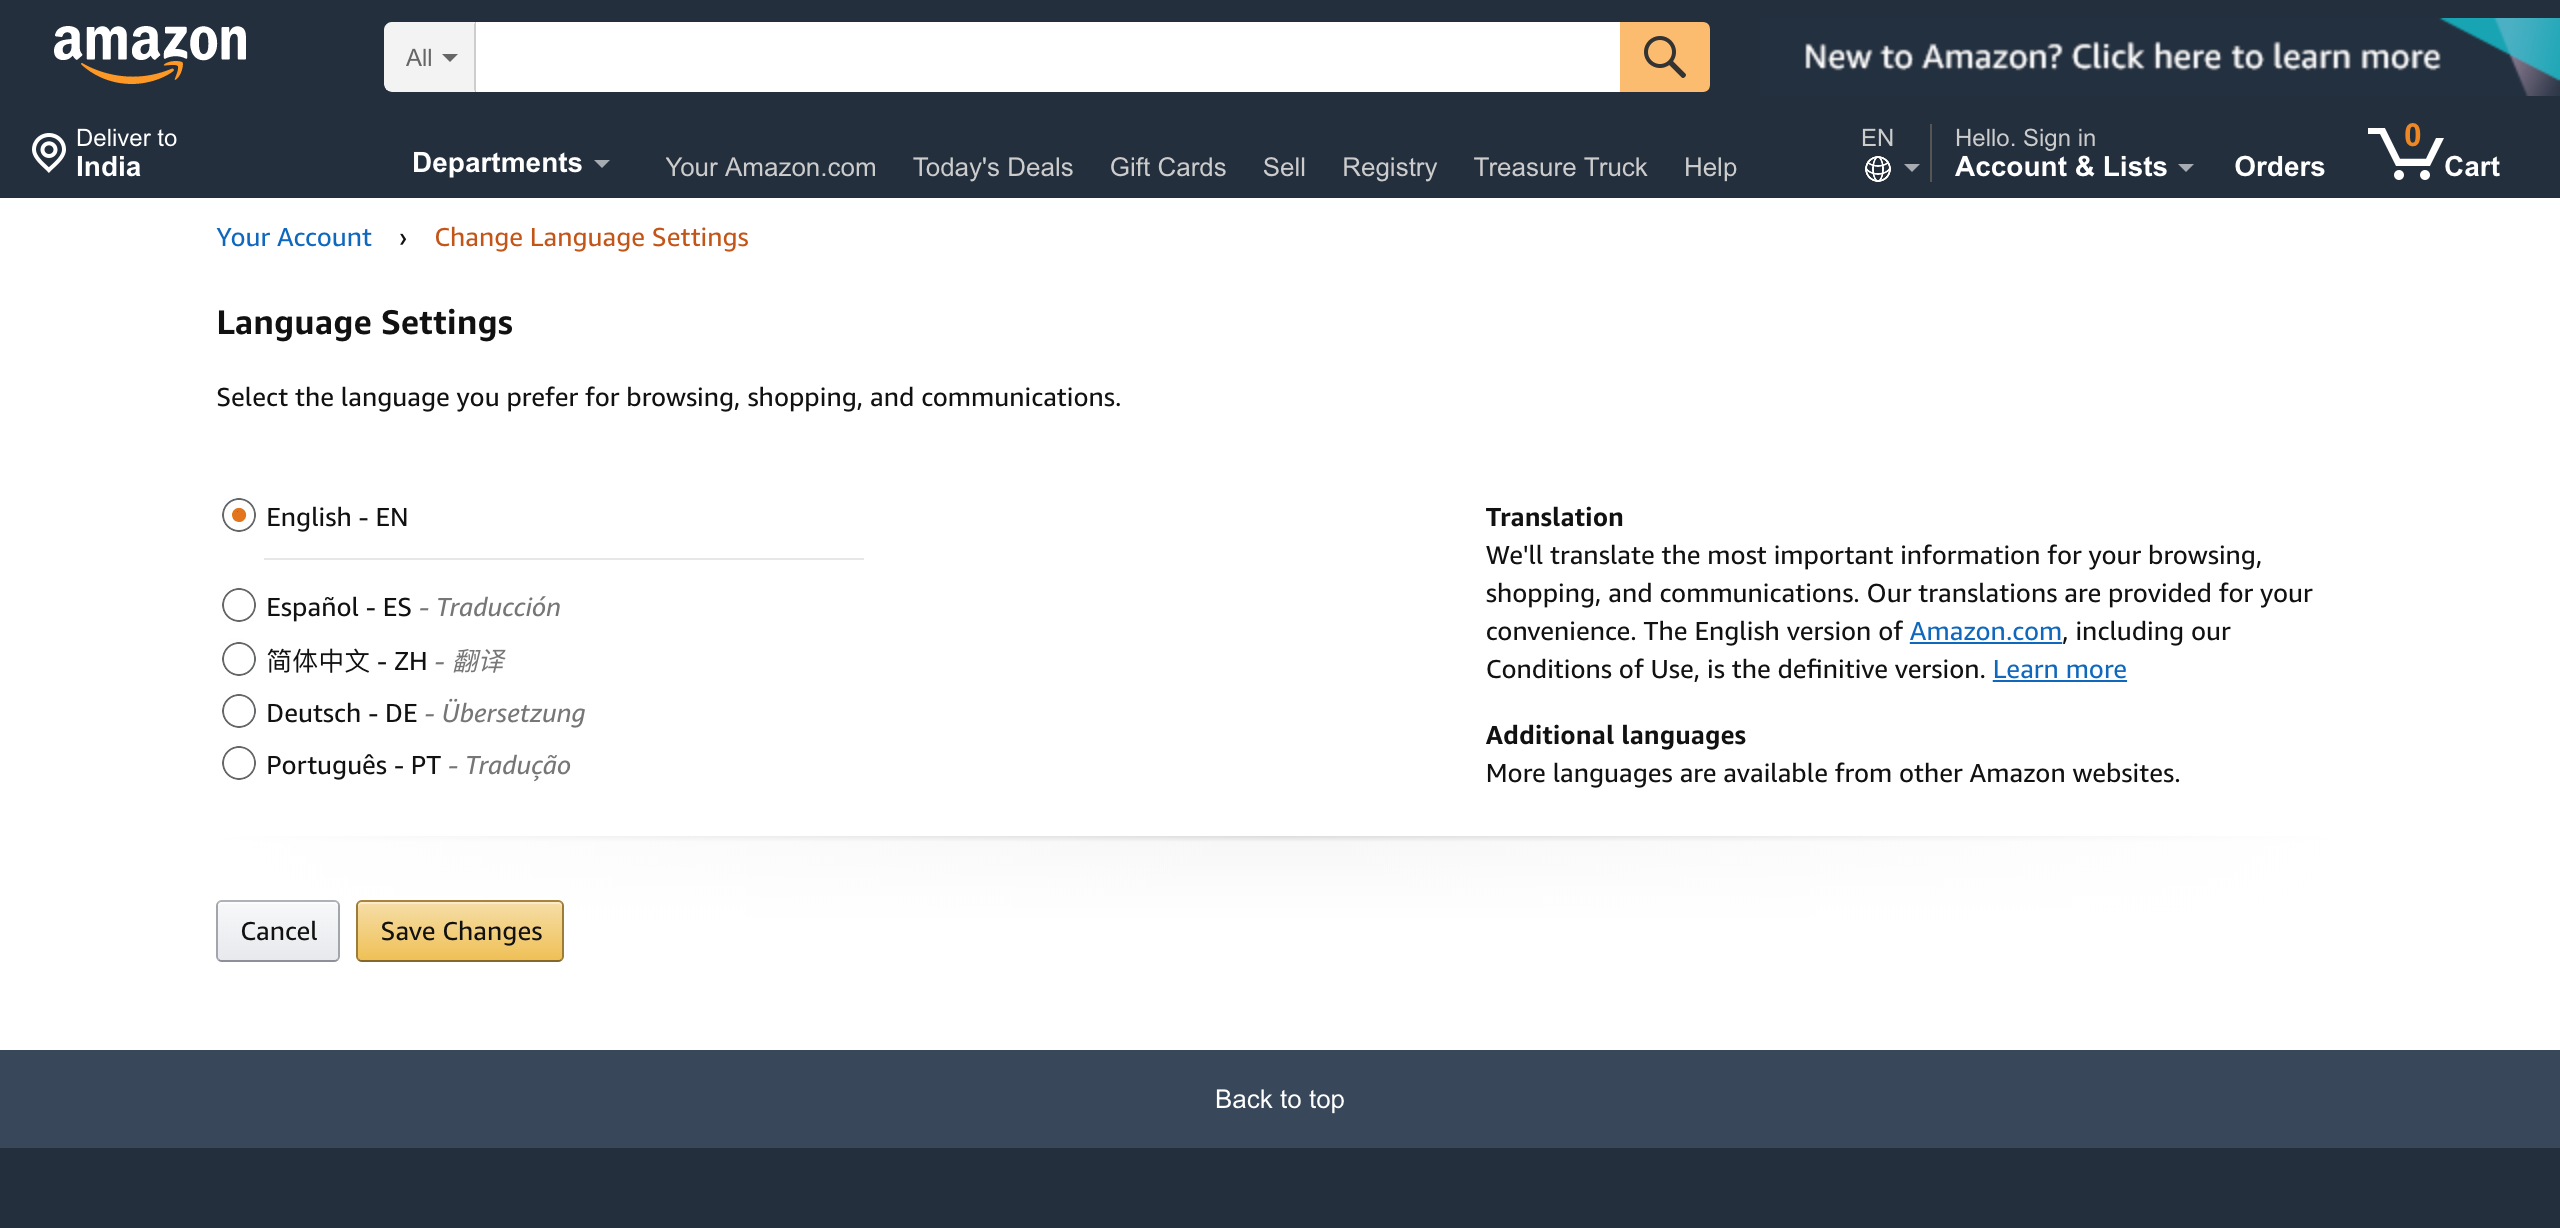 amazon
All
New to Amazon? Click here to learn more
Deliver to
India
Departments
Your Amazon.com
Today's Deals
Gift Cards
Sell
Registry
Treasure Truck
Help
EN
Hello. Sign in
Account & Lists
Orders
0
Cart
Your Account › Change Language Settings
Language Settings
Select the language you prefer for browsing, shopping, and communications.
English - EN
Español - ES - Traducción
简体中文 - ZH - 翻译
Deutsch - DE - Übersetzung
Português - PT - Tradução
Translation
We'll translate the most important information for your browsing,
shopping, and communications. Our translations are provided for your
convenience. The English version of Amazon.com, including our
Conditions of Use, is the definitive version. Learn more
Additional languages
More languages are available from other Amazon websites.
Cancel
Save Changes
Back to top